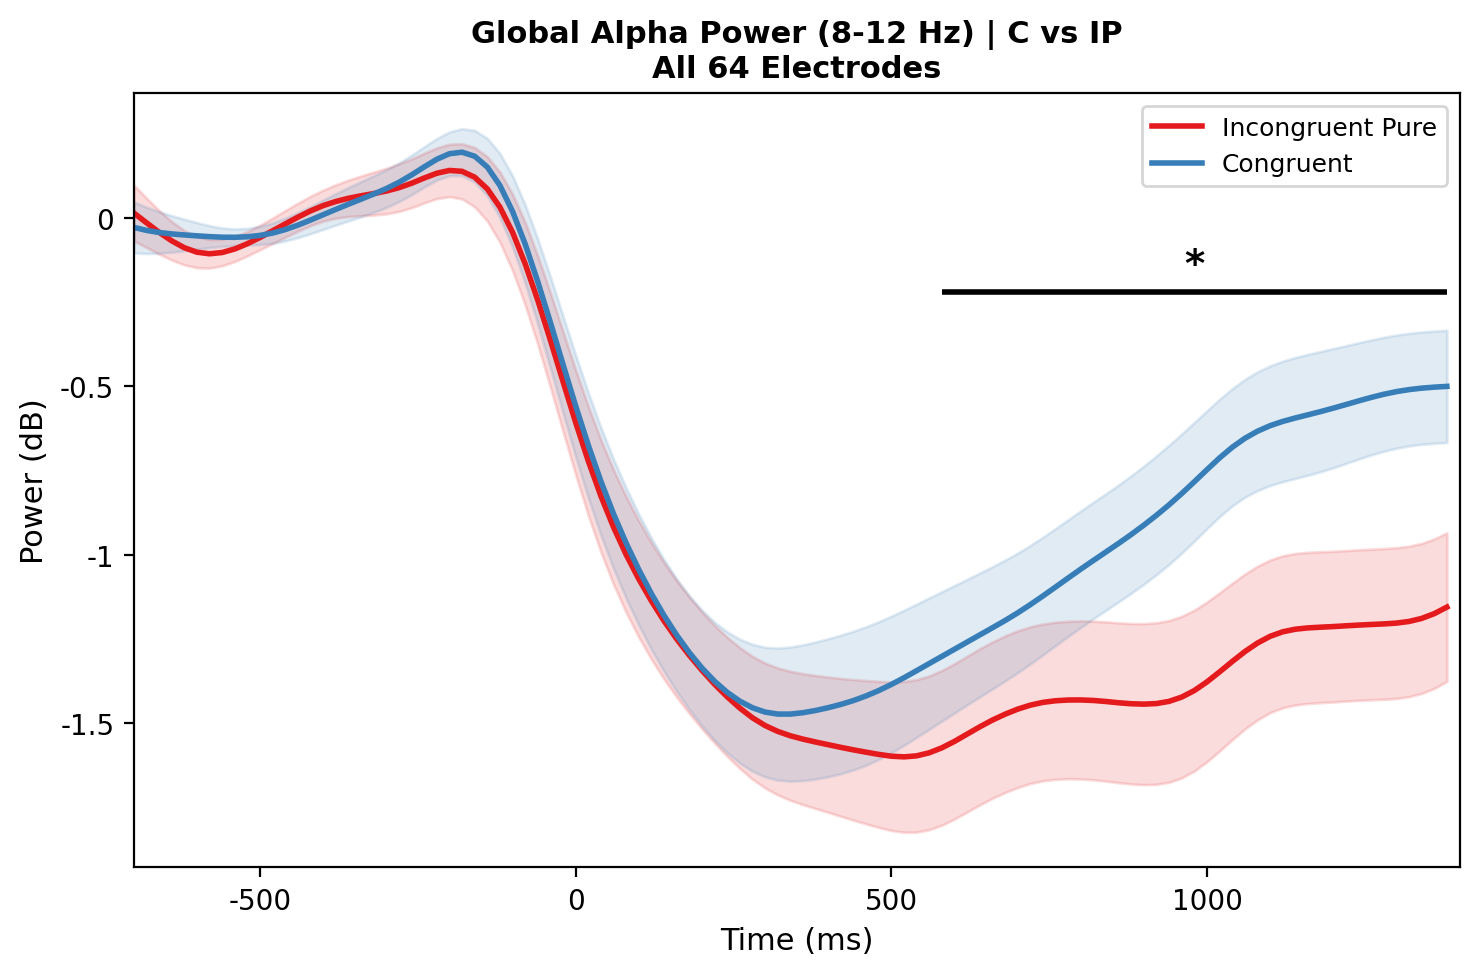 Global Alpha Power (8-12 Hz) | C vs IP
All 64 Electrodes
Incongruent Pure
Congruent
*
Power (dB)
0
-0.5
-1
-1.5
-500
0
500
1000
Time (ms)